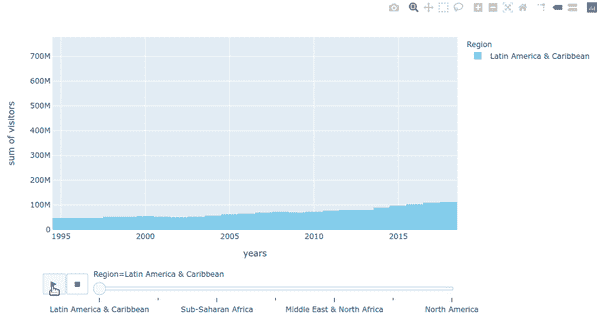 Region
Latin America & Caribbean
700M
600M
500M
400M
300M
200M
100M
0
sum of visitors
1995 2000 2005 2010 2015
years
Region=Latin America & Caribbean
Latin America & Caribbean Sub-Saharan Africa Middle East & North Africa North America